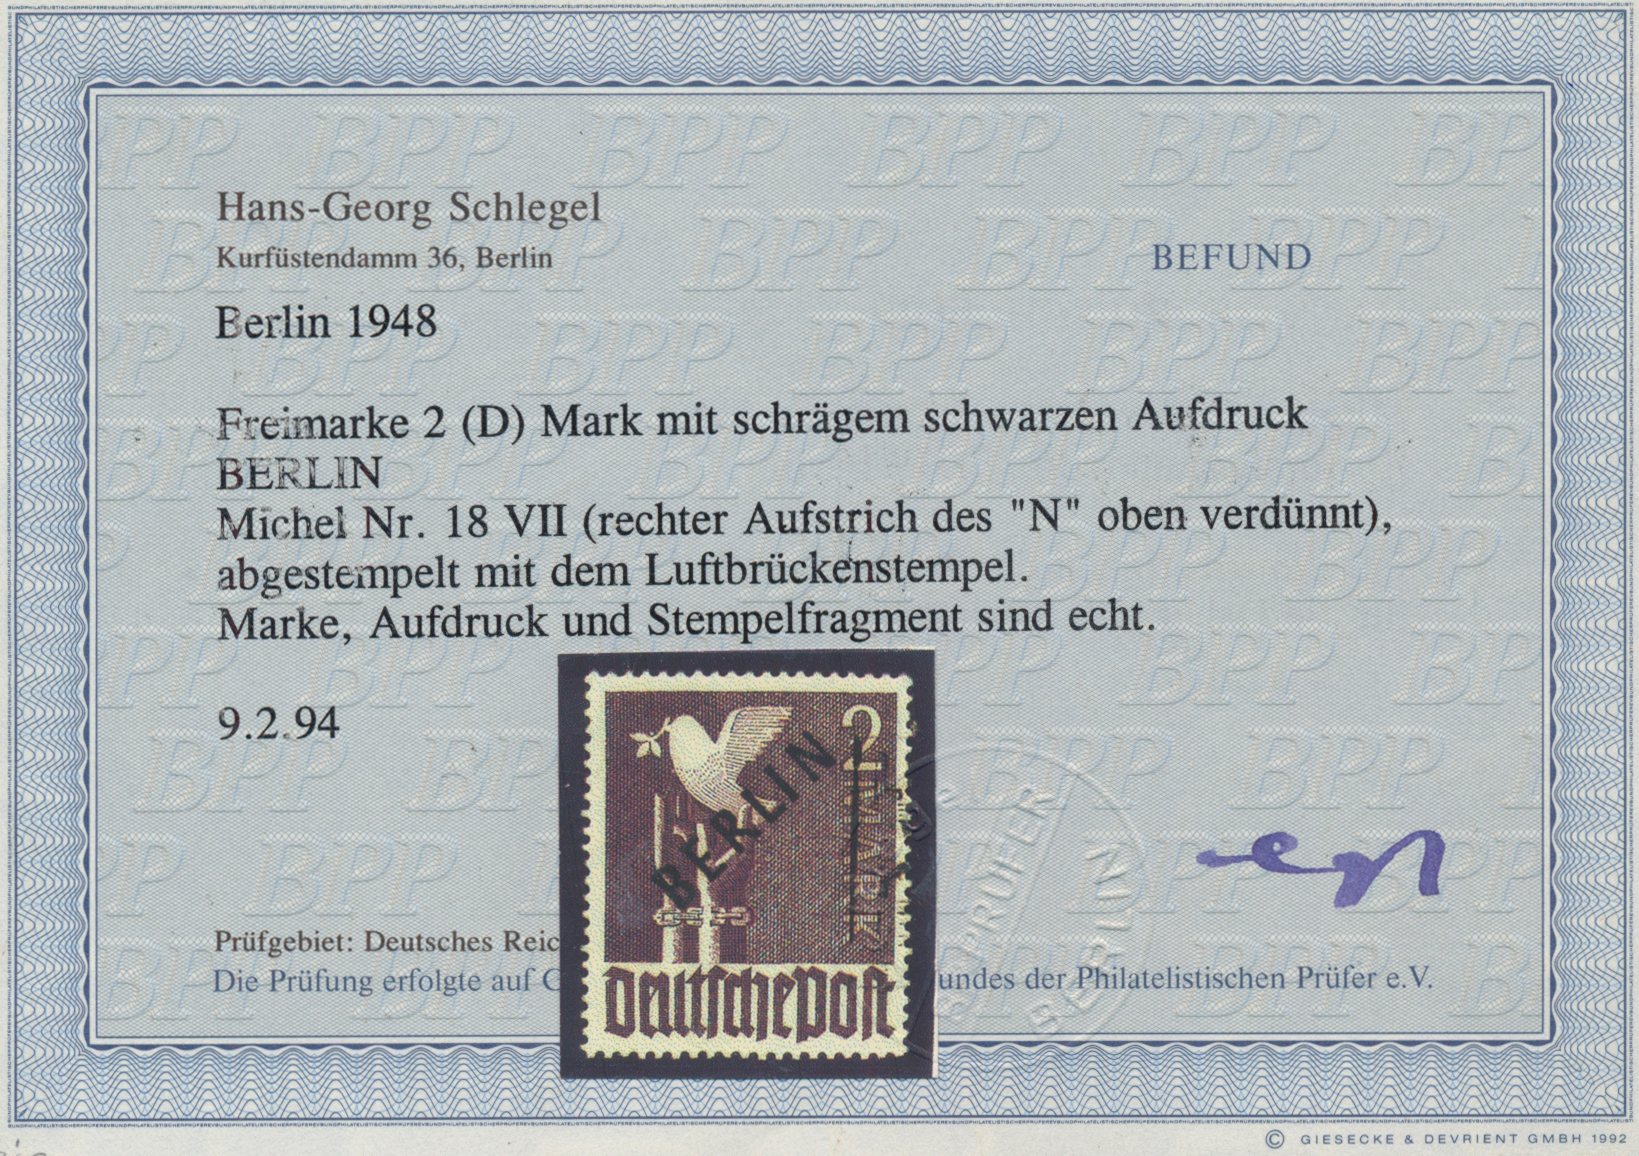 Hans-Georg Schlegel
Kurfüstendamm 36, Berlin
BEFUND
Berlin 1948
Freimarke 2 (D) Mark mit schrägem schwarzen Aufdruck
BERLIN
Michel Nr. 18 VII (rechter Aufstrich des "N" oben verdünnt),
abgestempelt mit dem Luftbrückenstempel.
Marke, Aufdruck und Stempelfragment sind echt.
9.2.94
2
MARK
BERLIN
deutsche post
PRÜFER
BERLIN
Prüfgebiet: Deutsches Reic
Die Prüfung erfolgte auf G undes der Philatelistischen Prüfer e.V.
© GIESECKE & DEVRIENT GMBH 1992
BPP